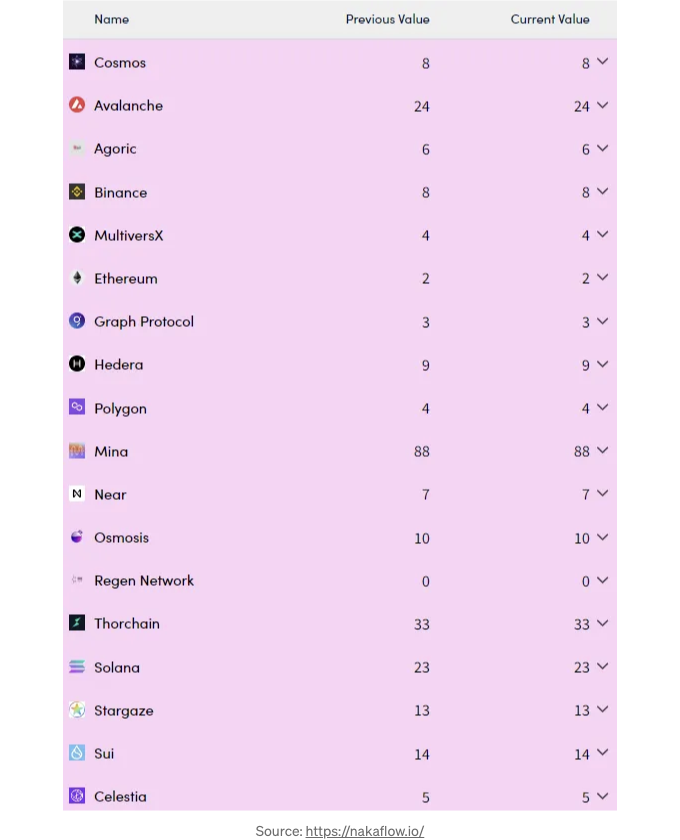 Name Previous Value Current Value
Cosmos 8 8
Avalanche 24 24
Agoric 6 6
Binance 8 8
MultiversX 4 4
Ethereum 2 2
Graph Protocol 3 3
Hedera 9 9
Polygon 4 4
Mina 88 88
Near 7 7
Osmosis 10 10
Regen Network 0 0
Thorchain 33 33
Solana 23 23
Stargaze 13 13
Sui 14 14
Celestia 5 5
Source: https://nakaflow.io/